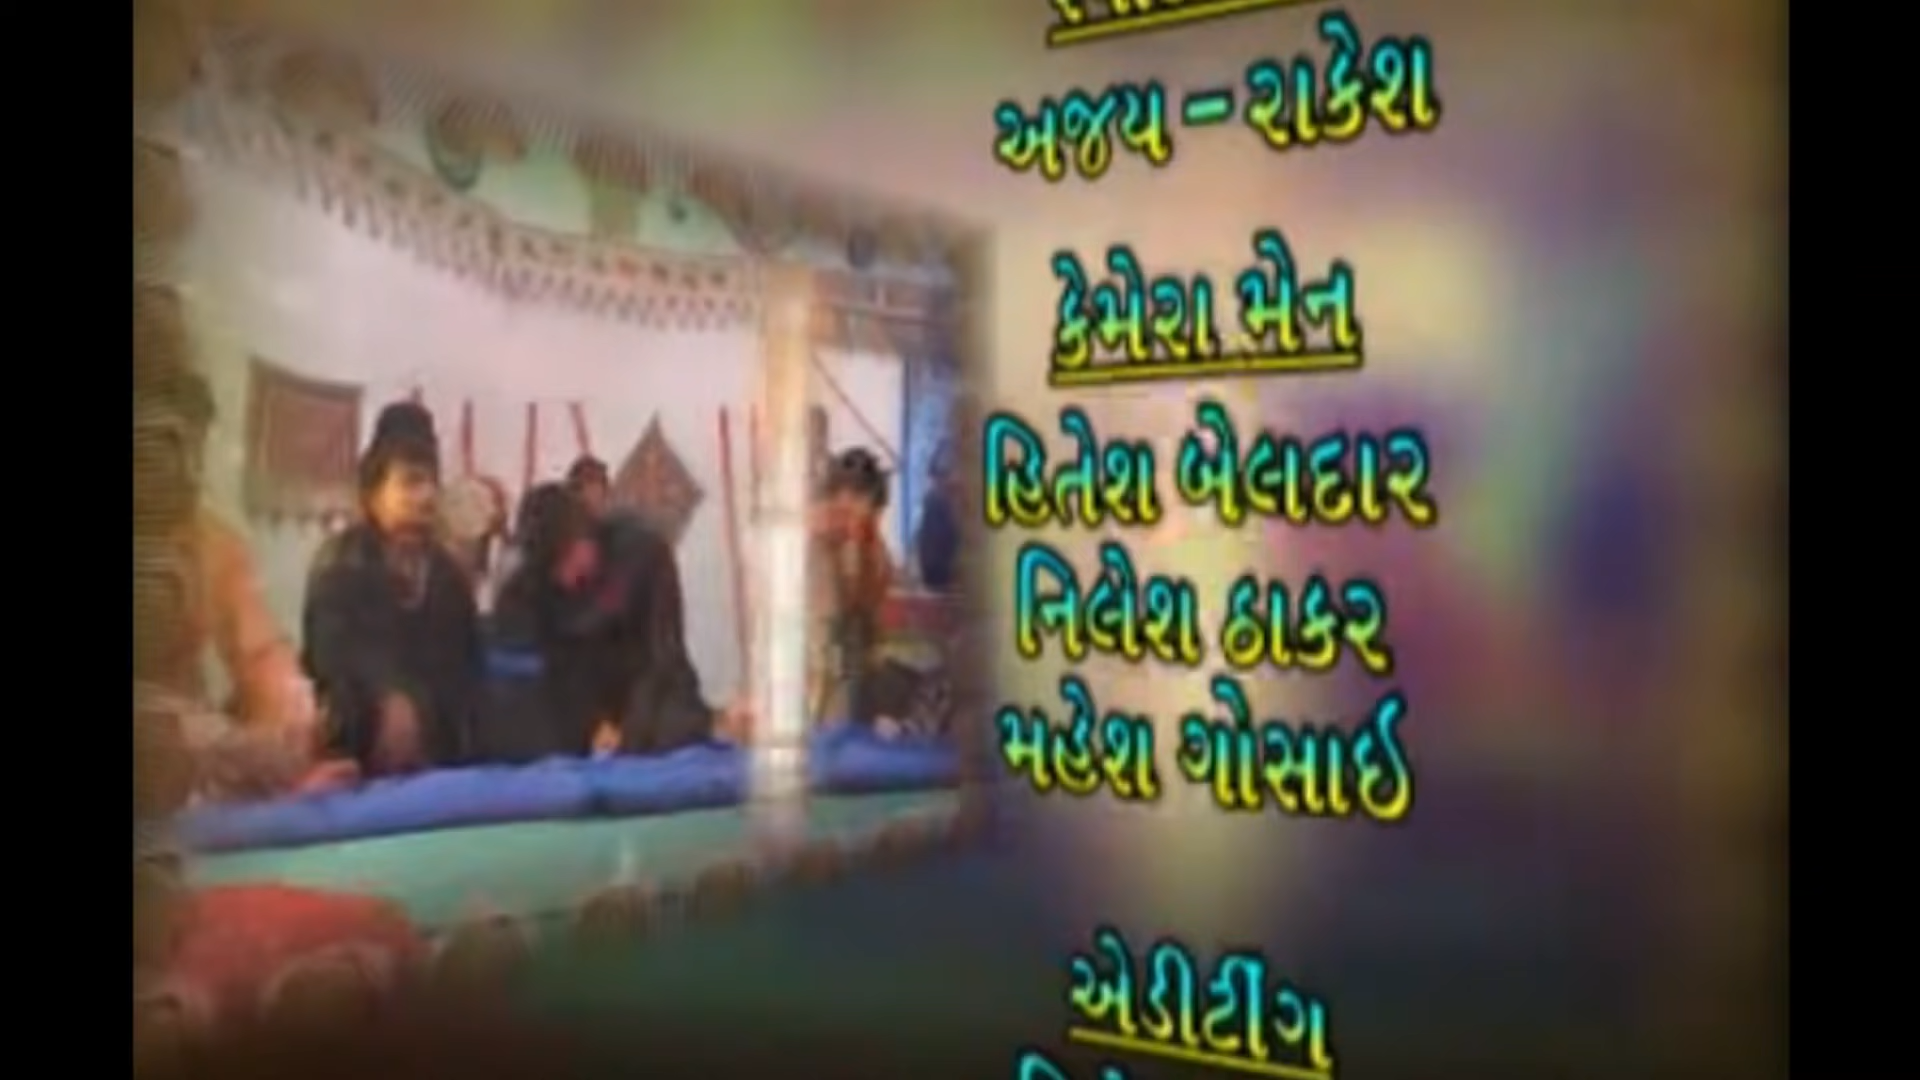 અજય – રાકેશ
કેમેરા મેન
હિતેશ બેલદાર
નિલેશ ઠાકર
મહેશ ગોસાઇ
એડીટીંગ